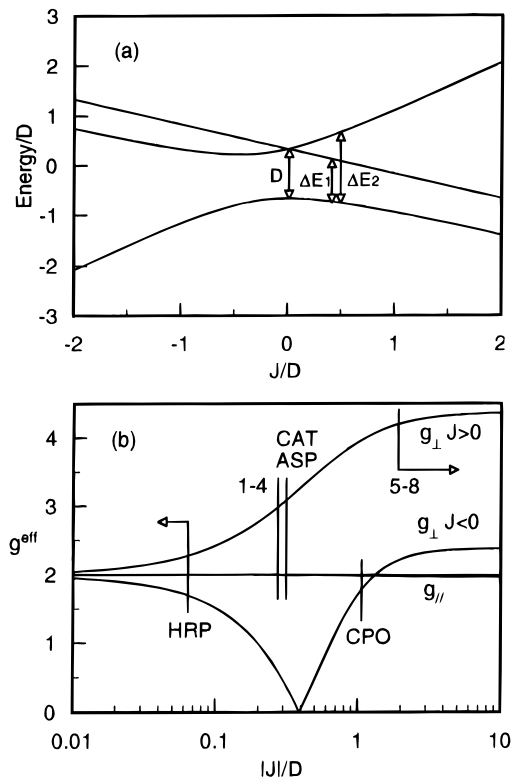 (a)
3
2
1
0
-1
-2
-3
Energy/D
D ΔE1 ΔE2
-2 -1 0 1 2
J/D
(b)
4
3
2
1
0
g^eff
CAT
ASP
1-4
g⊥ J>0
5-8
g⊥ J<0
g//
HRP
CPO
0.01 0.1 1 10
|J|/D